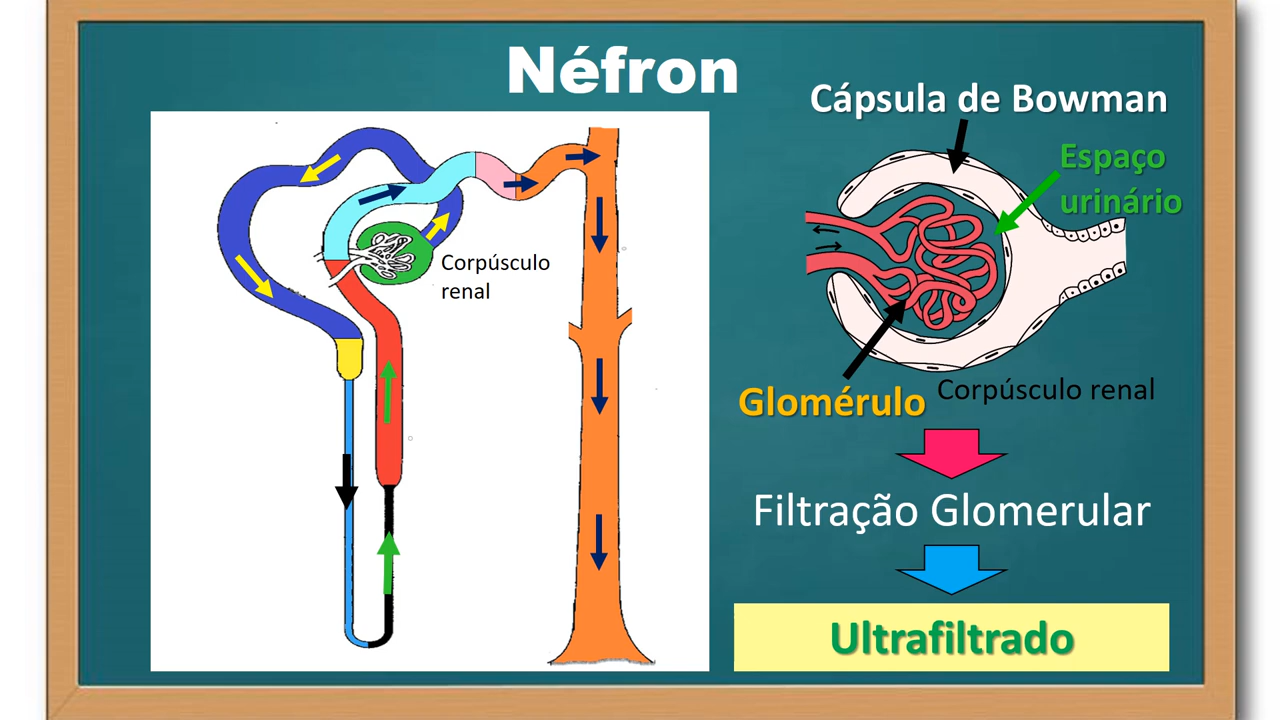 Néfron
Corpúsculo
renal
Cápsula de Bowman
Espaço
urinário
Glomérulo
Corpúsculo renal
Filtração Glomerular
Ultrafiltrado